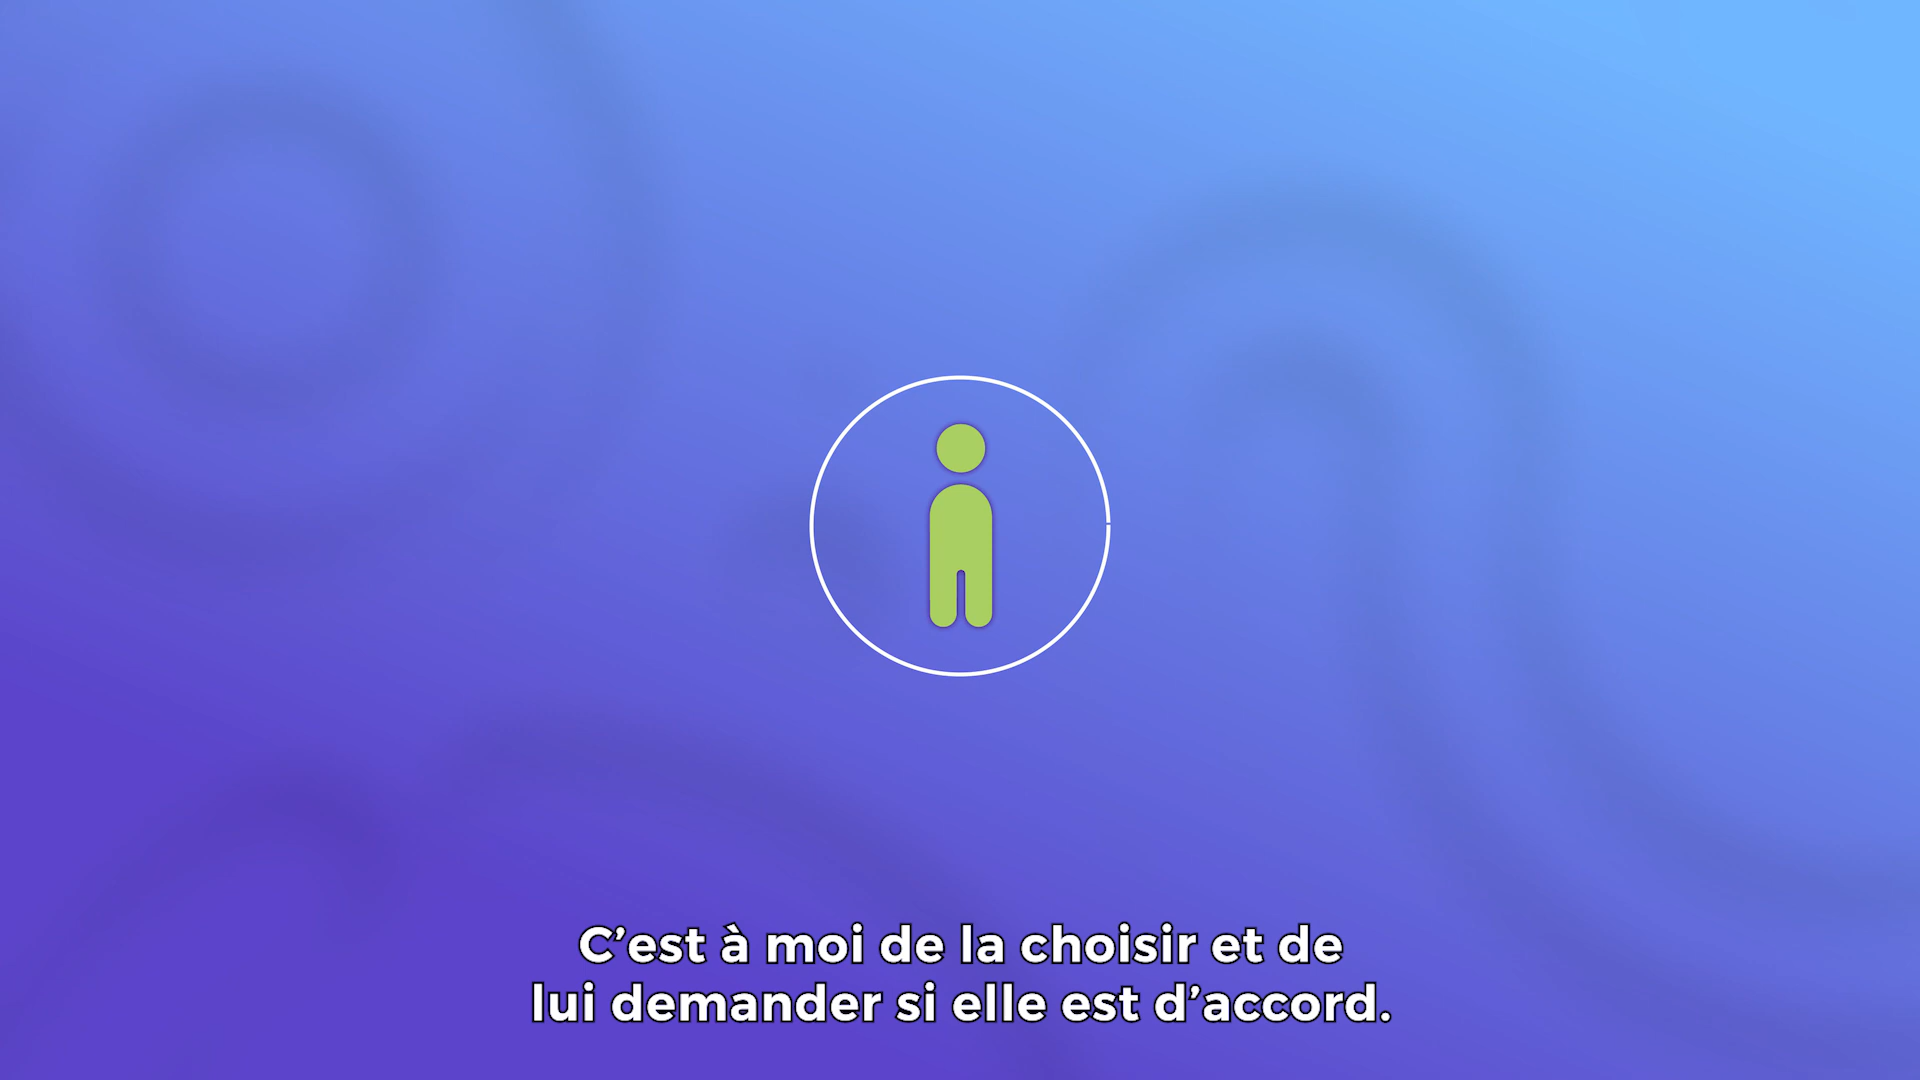 C’est à moi de la choisir et de
lui demander si elle est d’accord.